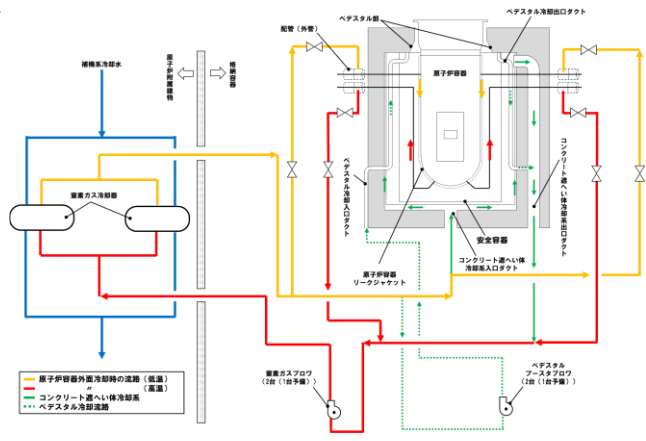 ペデスタル部
ペデスタル出口ダクト
配管（外管）
補機系冷却水
原子炉附属建物
格納容器
原子炉容器
窒素ガス冷却器
ペデスタル冷却入口ダクト
コンクリート遮へい体
冷却系出口ダクト
安全容器
原子炉容器
リークジャケット
コンクリート遮へい体
冷却系入口ダクト
窒素ガスブロワ
（2台（1台予備））
ペデスタル
ブースタブロワ
（2台（1台予備））
原子炉容器外面冷却時の流路（低温）
〃　（高温）
コンクリート遮へい体冷却系
ペデスタル冷却流路